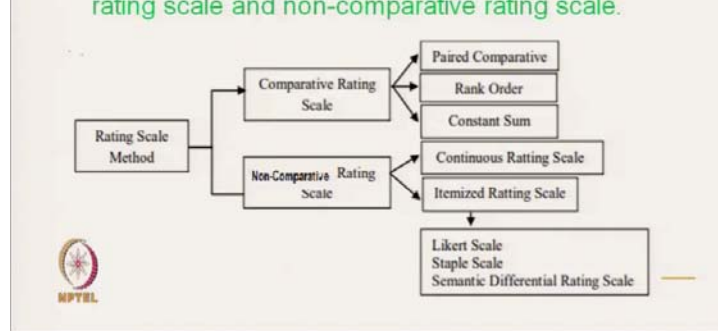 rating scale and non-comparative rating scale.
Rating Scale
Method
Comparative Rating
Scale
Paired Comparative
Rank Order
Constant Sum
Non-Comparative Rating
Scale
Continuous Ratting Scale
Itemized Ratting Scale
Likert Scale
Staple Scale
Semantic Differential Rating Scale
NPTEL